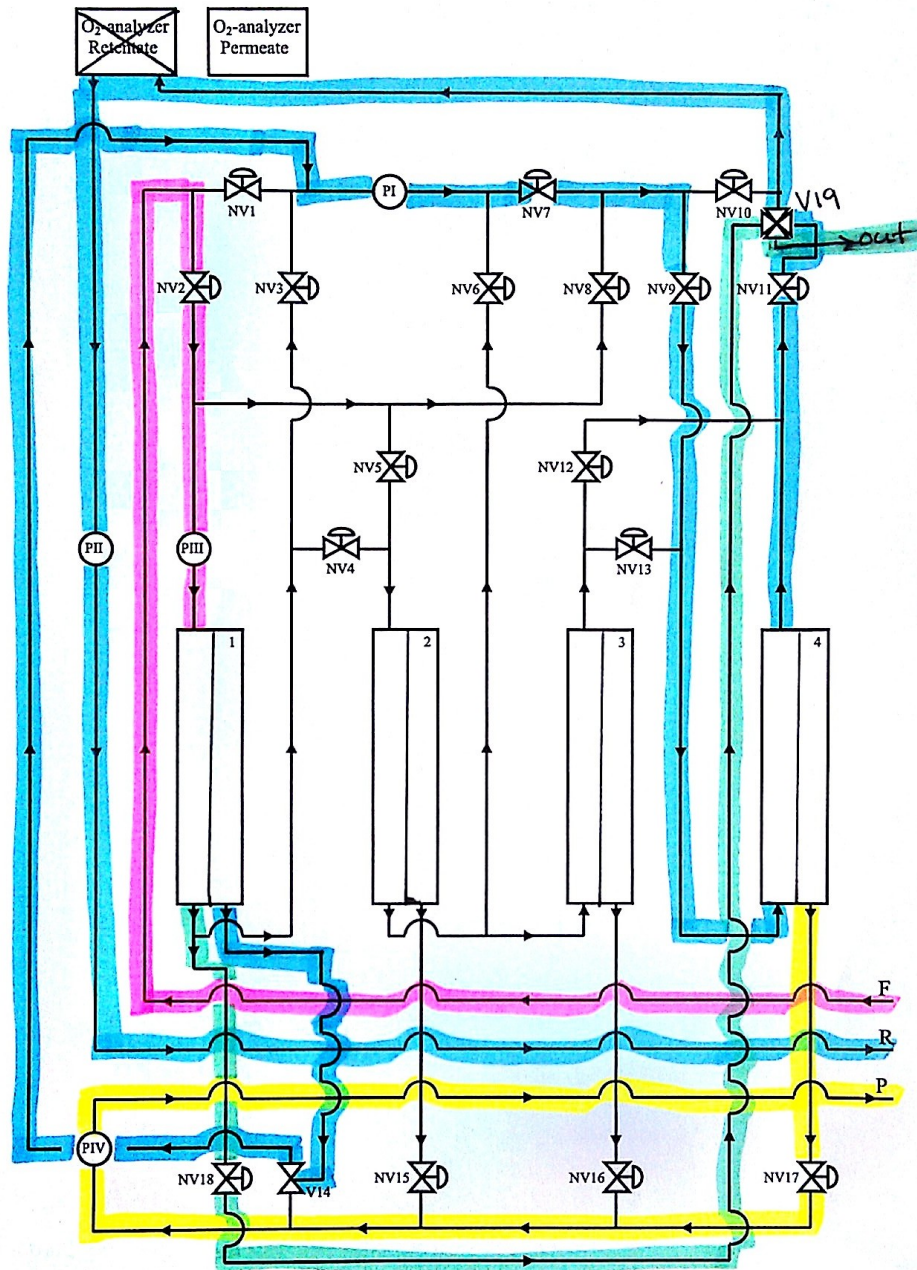 O₂-analyzer
Retentate
O₂-analyzer
Permeate
NV1
PI
NV7
NV10
V19
out
NV2
NV3
NV6
NV8
NV9
NV11
NV5
NV12
PII
PIII
NV4
NV13
1
2
3
4
F
R
P
PIV
NV18
V14
NV15
NV16
NV17